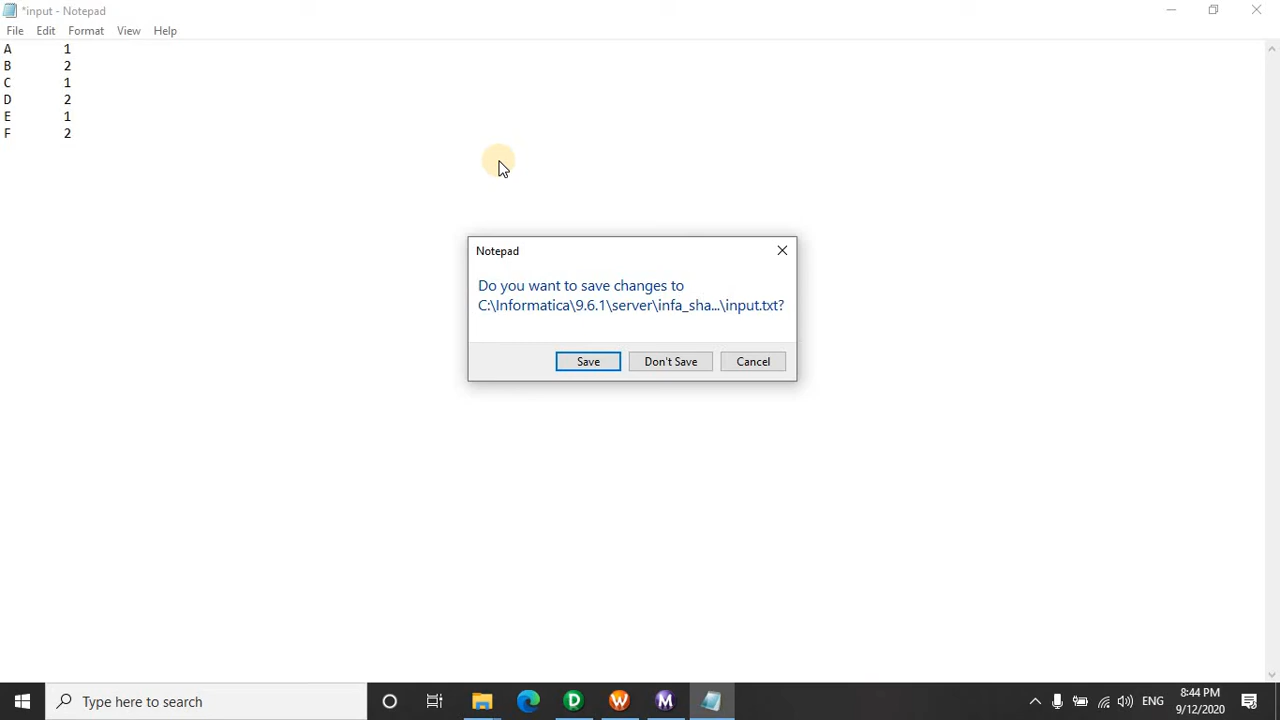 *input - Notepad
File Edit Format View Help
A 1
B 2
C 1
D 2
E 1
F 2
Notepad
Do you want to save changes to
C:\Informatica\9.6.1\server\infa_sha...\input.txt?
Save Don't Save Cancel
Type here to search
D W M
ENG
8:44 PM
9/12/2020